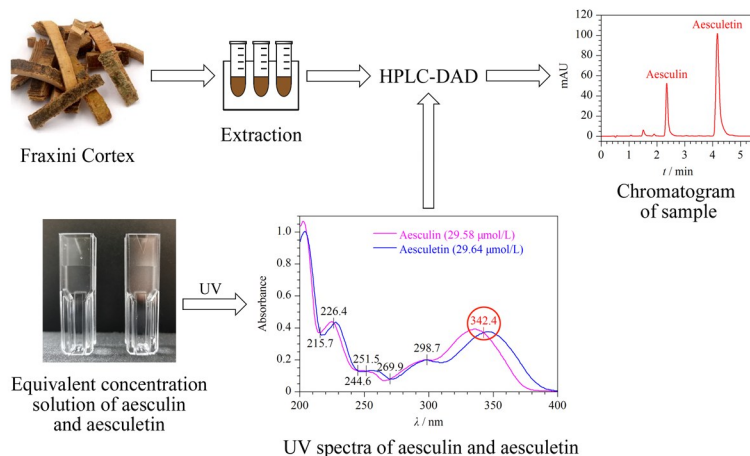 Fraxini Cortex
Extraction
HPLC-DAD
120
100
80
60
40
20
0
mAU
Aesculin
Aesculetin
0 1 2 3 4 5
t / min
Chromatogram
of sample
Equivalent concentration
solution of aesculin
and aesculetin
UV
1.0
0.8
0.6
0.4
0.2
0.0
Absorbance
Aesculin (29.58 μmol/L)
Aesculetin (29.64 μmol/L)
226.4
215.7
251.5
244.6
269.9
298.7
342.4
200 250 300 350 400
λ / nm
UV spectra of aesculin and aesculetin